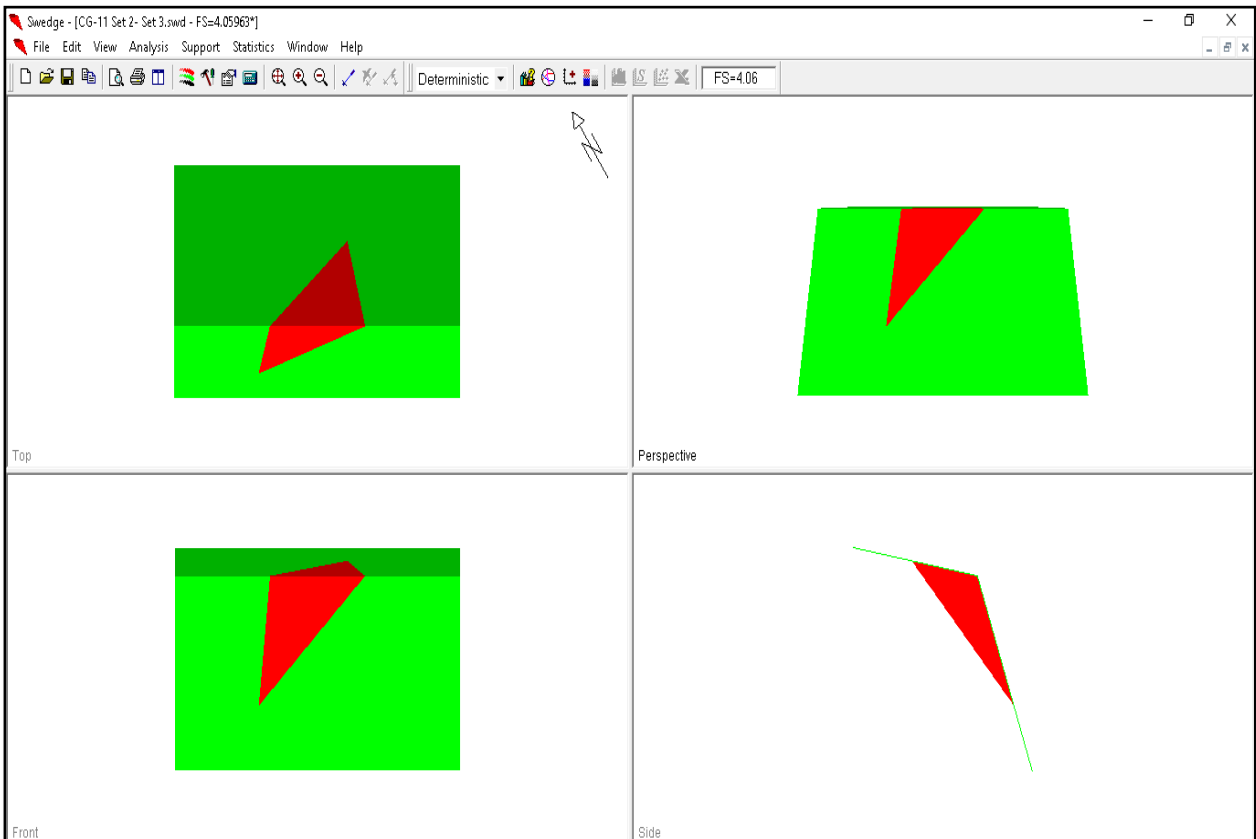 Swedge - [CG-11 Set 2- Set 3.swd - FS=4.05963*]
File Edit View Analysis Support Statistics Window Help
Deterministic FS=4.06
N
Top
Perspective
Front
Side